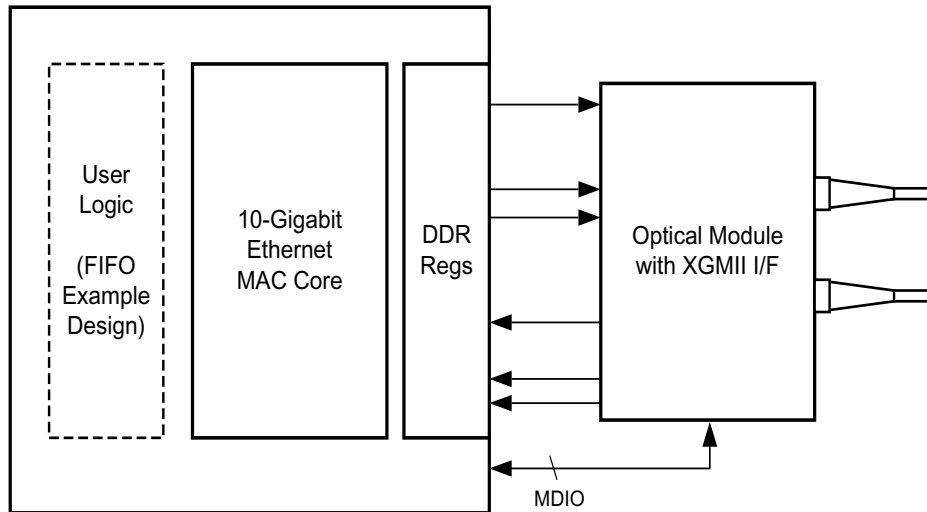 User
Logic
(FIFO
Example
Design)
10-Gigabit
Ethernet
MAC Core
DDR
Regs
Optical Module
with XGMII I/F
MDIO